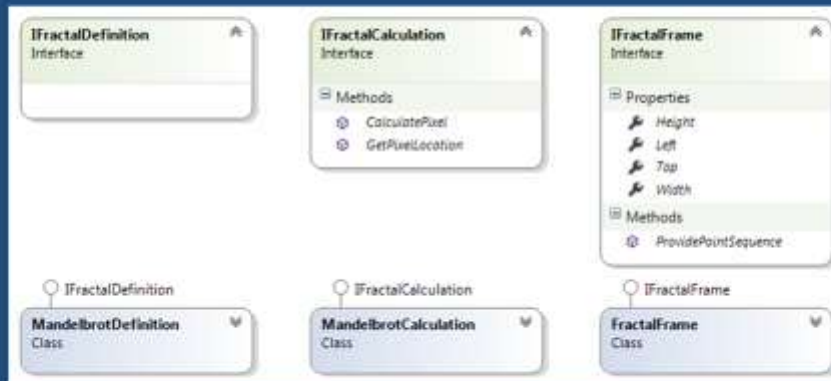 IFractalDefinition
Interface
IFractalCalculation
Interface
Methods
CalculatePixel
GetPixelLocation
IFractalFrame
Interface
Properties
Height
Left
Top
Width
Methods
ProvidePointSequence
IFractalDefinition
MandelbrotDefinition
Class
IFractalCalculation
MandelbrotCalculation
Class
IFractalFrame
FractalFrame
Class